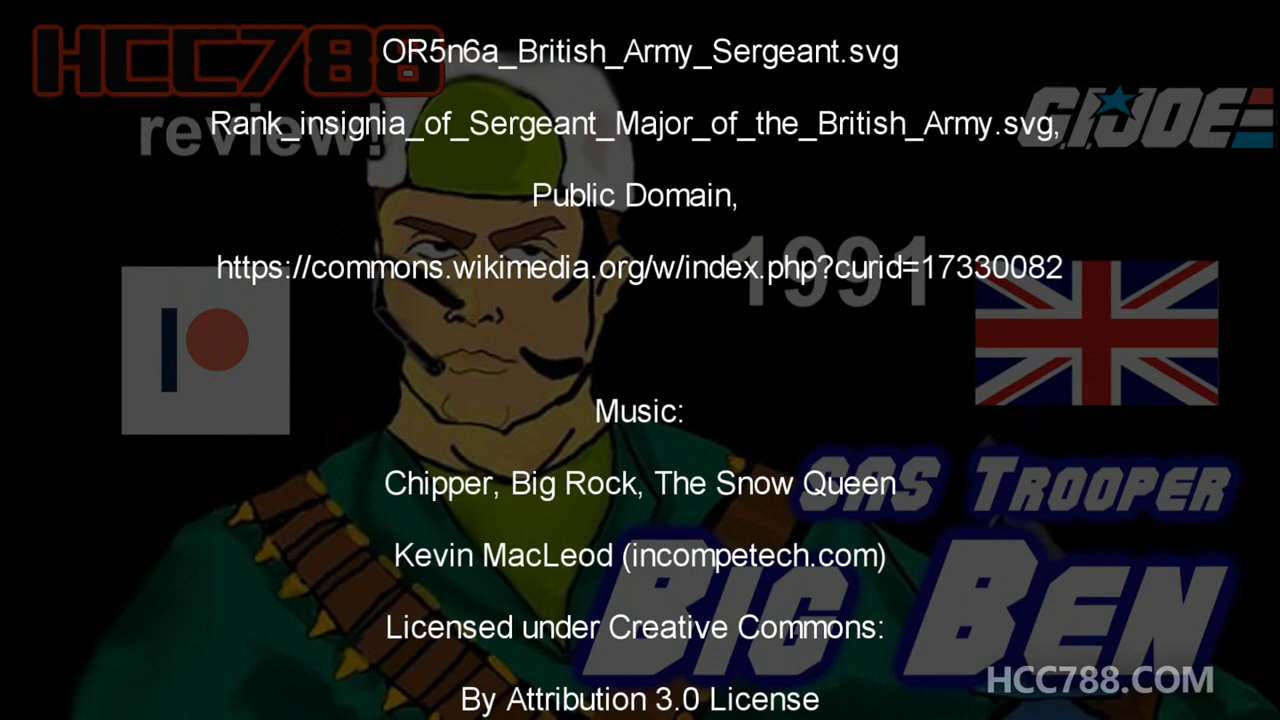 HCC788
review!
OR5n6a_British_Army_Sergeant.svg
Rank_insignia_of_Sergeant_Major_of_the_British_Army.svg,
G.I. JOE
Public Domain,
1991
https://commons.wikimedia.org/w/index.php?curid=17330082
Music:
Chipper, Big Rock, The Snow Queen
SAS TROOPER
Kevin MacLeod (incompetech.com)
BIG BEN
Licensed under Creative Commons:
HCC788.COM
By Attribution 3.0 License